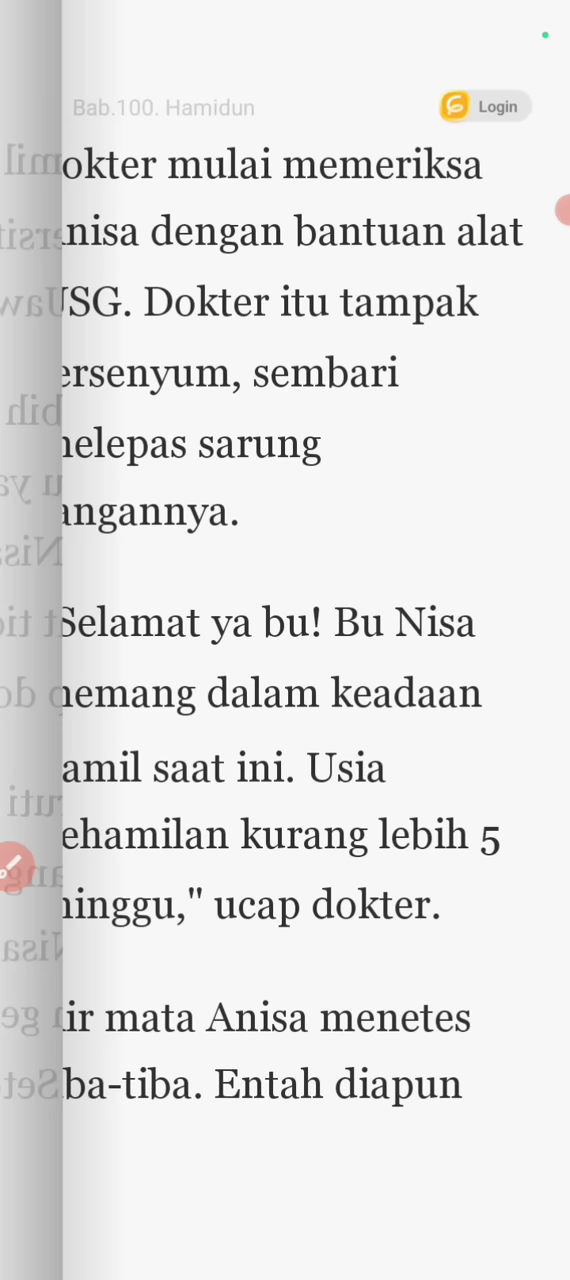 Bab.100. Hamidun
Login
okter mulai memeriksa
nisa dengan bantuan alat
USG. Dokter itu tampak
ersenyum, sembari
nelepas sarung
angannya.
Selamat ya bu! Bu Nisa
nemang dalam keadaan
amil saat ini. Usia
ehamilan kurang lebih 5
ninggu," ucap dokter.
ir mata Anisa menetes
ba-tiba. Entah diapun